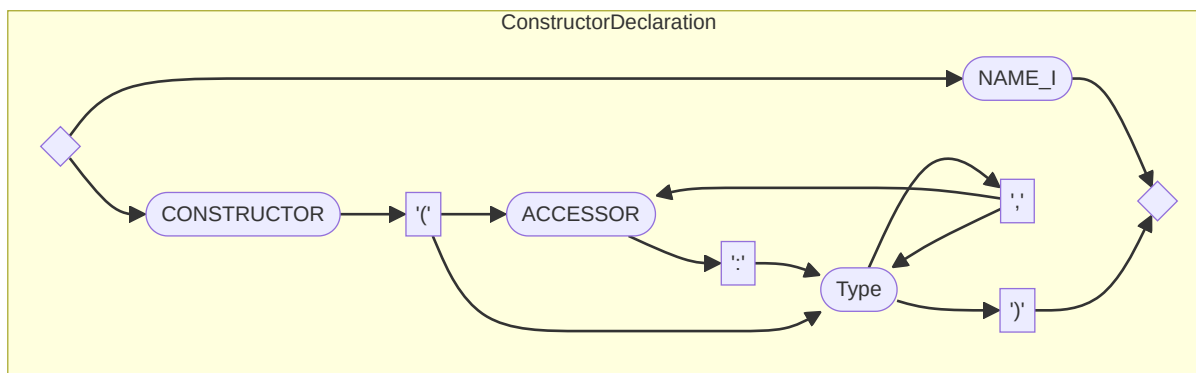 ConstructorDeclaration
NAME_I
CONSTRUCTOR
'('
ACCESSOR
','
':'
Type
')'